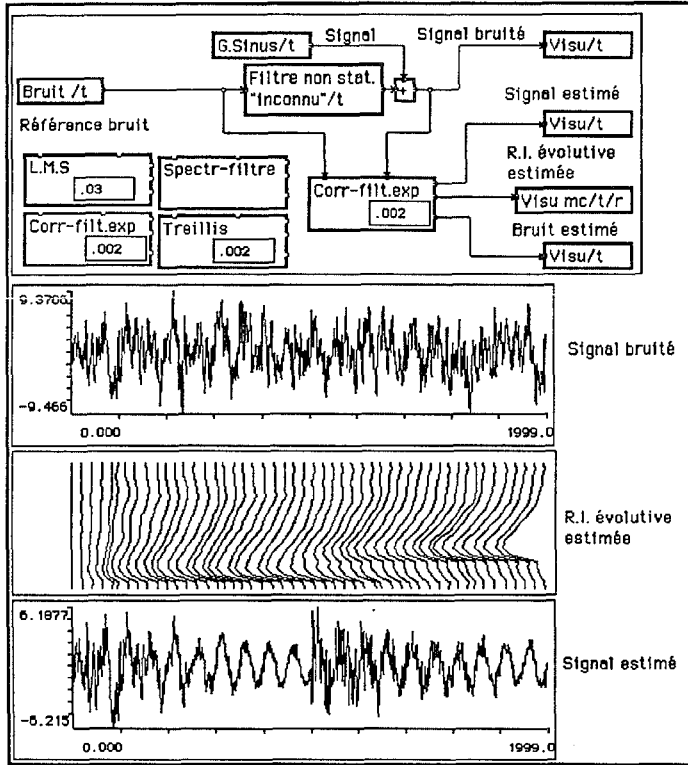 G.Sinus/t
Signal
Signal bruité
Visu/t
Bruit /t
Filtre non stat.
"inconnu"/t
+
Référence bruit
Signal estimé
Visu/t
L.M.S
.03
Spectr-filtre
Corr-filt.exp
.002
R.I. évolutive
estimée
Visu mc/t/r
Corr-filt.exp
.002
Treillis
.002
Bruit estimé
Visu/t
9.3700
-9.466
0.000
1999.0
Signal bruité
R.I. évolutive
estimée
6.1977
-6.215
0.000
1999.0
Signal estimé